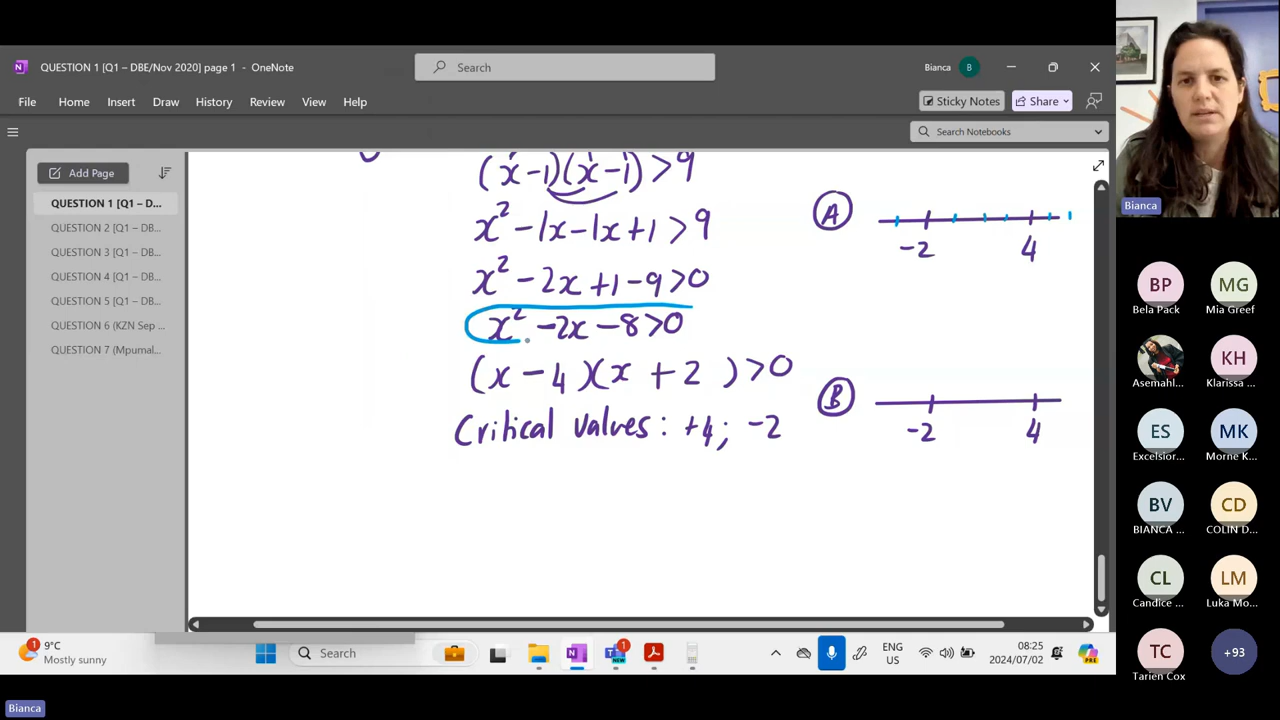 QUESTION 1 [Q1 – DBE/Nov 2020] page 1 - OneNote
Search
Bianca
B
File
Home
Insert
Draw
History
Review
View
Help
Sticky Notes
Share
Search Notebooks
Add Page
QUESTION 1 [Q1 – D...
QUESTION 2 [Q1 – DB...
QUESTION 3 [Q1 – DB...
QUESTION 4 [Q1 – DB...
QUESTION 5 [Q1 – DB...
QUESTION 6 (KZN Sep ...
QUESTION 7 (Mpumal...
(x-1)(x-1)>9
x² -1x-1x+1>9
x² -2x+1-9>0
x² -2x-8>0
(x-4)(x+2)>0
Critical values: +4; -2
A
-2 4
B
-2 4
Bianca
BP
Bela Pack
MG
Mia Greef
Asemahl...
KH
Klarissa ...
ES
Excelsior...
MK
Morne K...
BV
BIANCA ...
CD
COLIN D...
CL
Candice ...
LM
Luka Mo...
TC
Tarien Cox
+93
1
9°C
Mostly sunny
Search
1
NEW
ENG
US
08:25
2024/07/02
PRE
Bianca